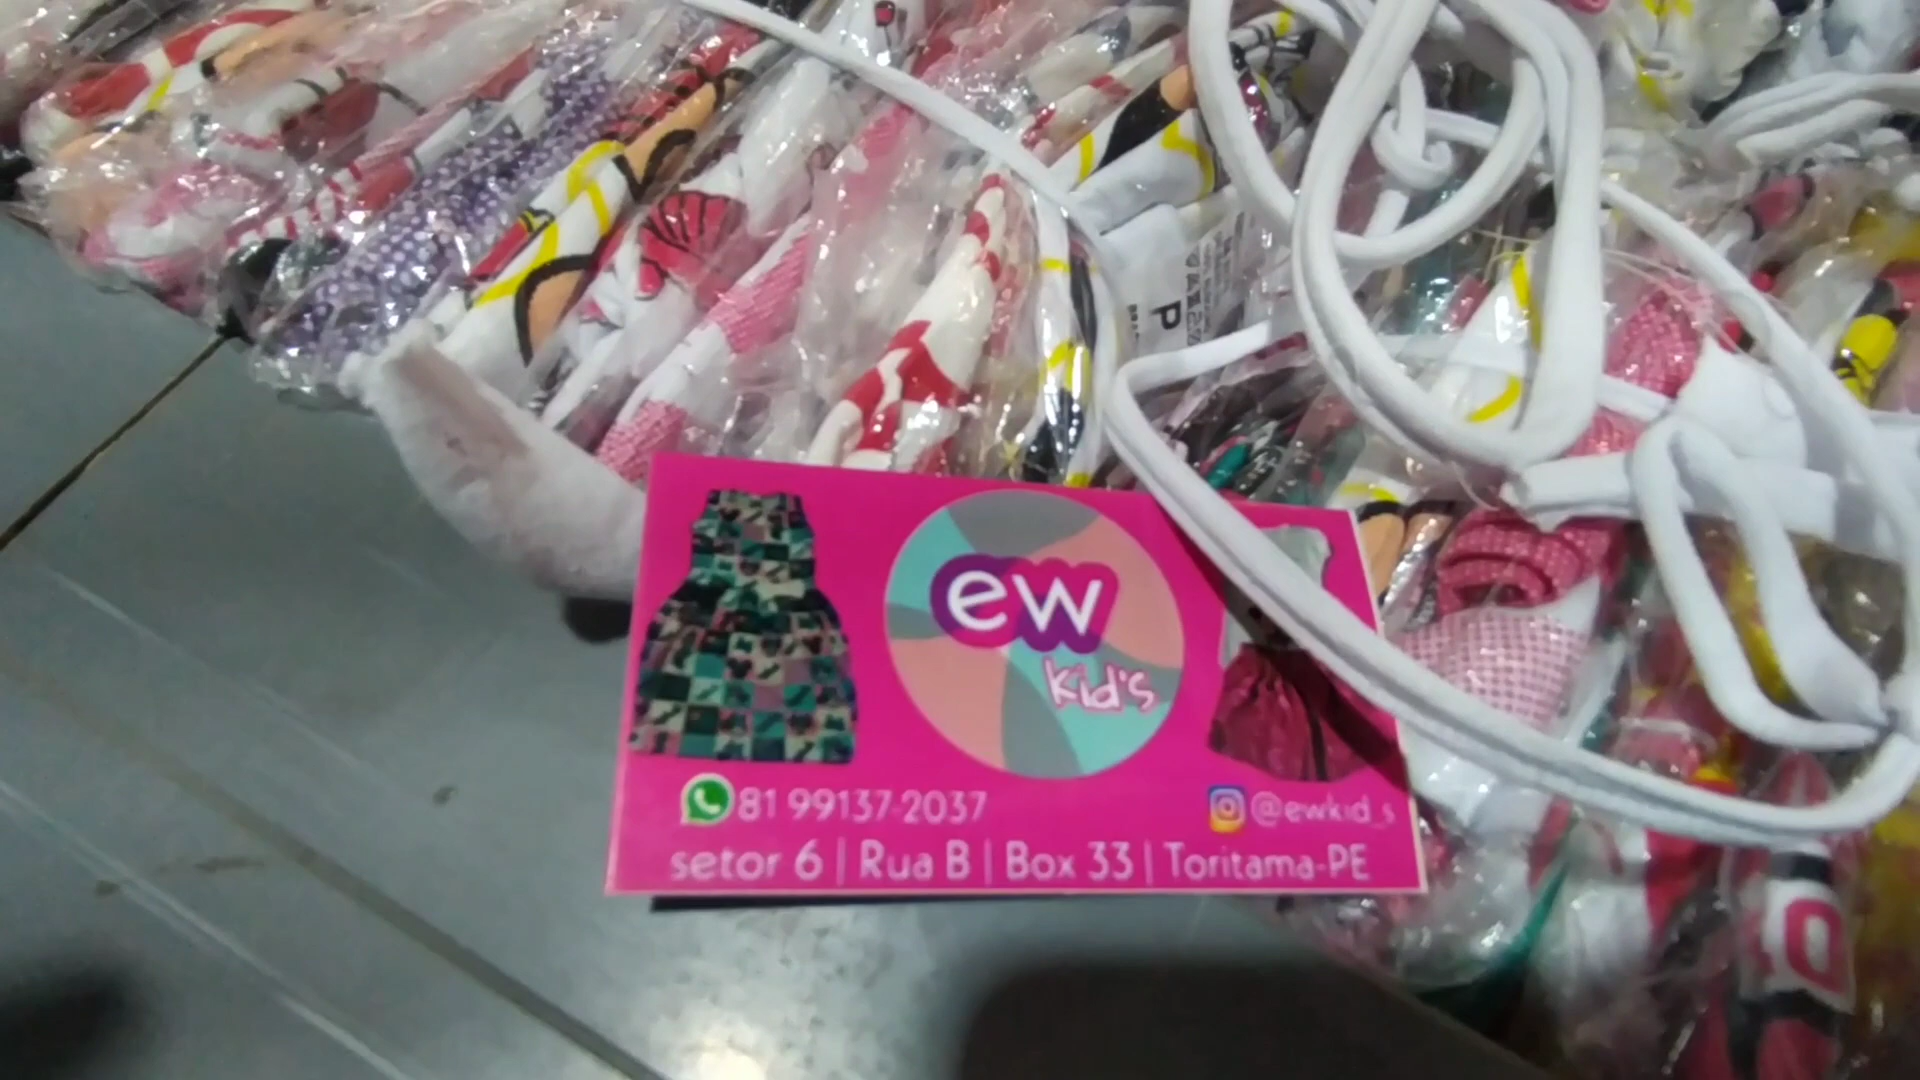 P
ew
kid's
81 99137-2037
@ewkid_s
setor 6 | Rua B | Box 33 | Toritama-PE